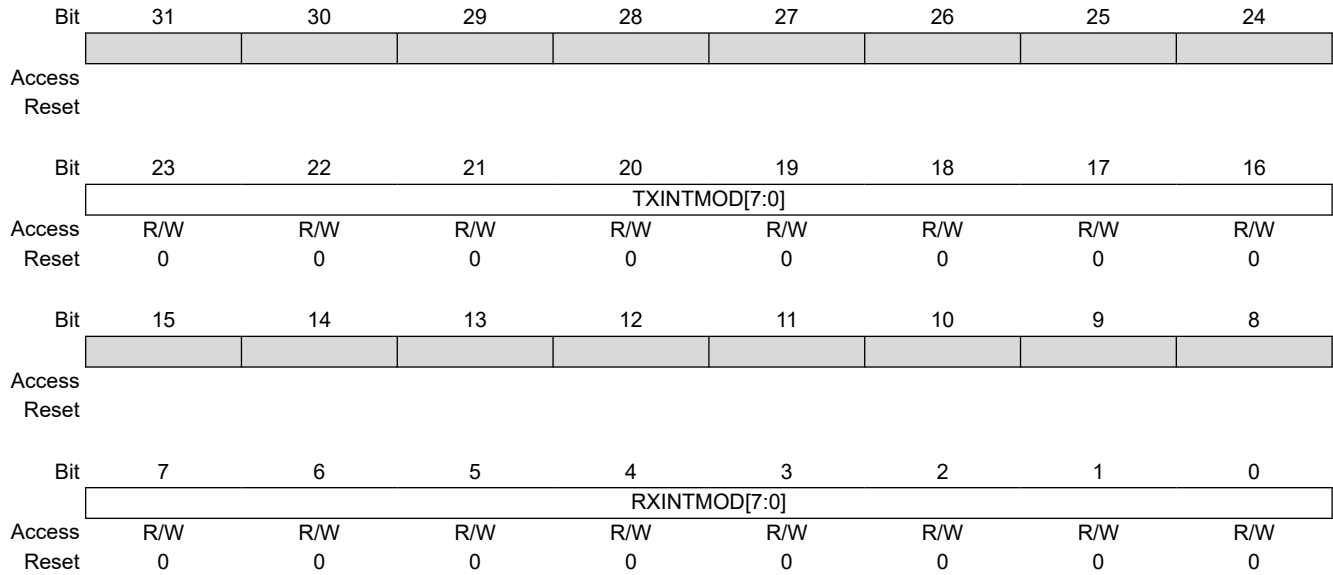 Bit 31 30 29 28 27 26 25 24
Access
Reset
Bit 23 22 21 20 19 18 17 16
TXINTMOD[7:0]
Access R/W R/W R/W R/W R/W R/W R/W R/W
Reset 0 0 0 0 0 0 0 0
Bit 15 14 13 12 11 10 9 8
Access
Reset
Bit 7 6 5 4 3 2 1 0
RXINTMOD[7:0]
Access R/W R/W R/W R/W R/W R/W R/W R/W
Reset 0 0 0 0 0 0 0 0